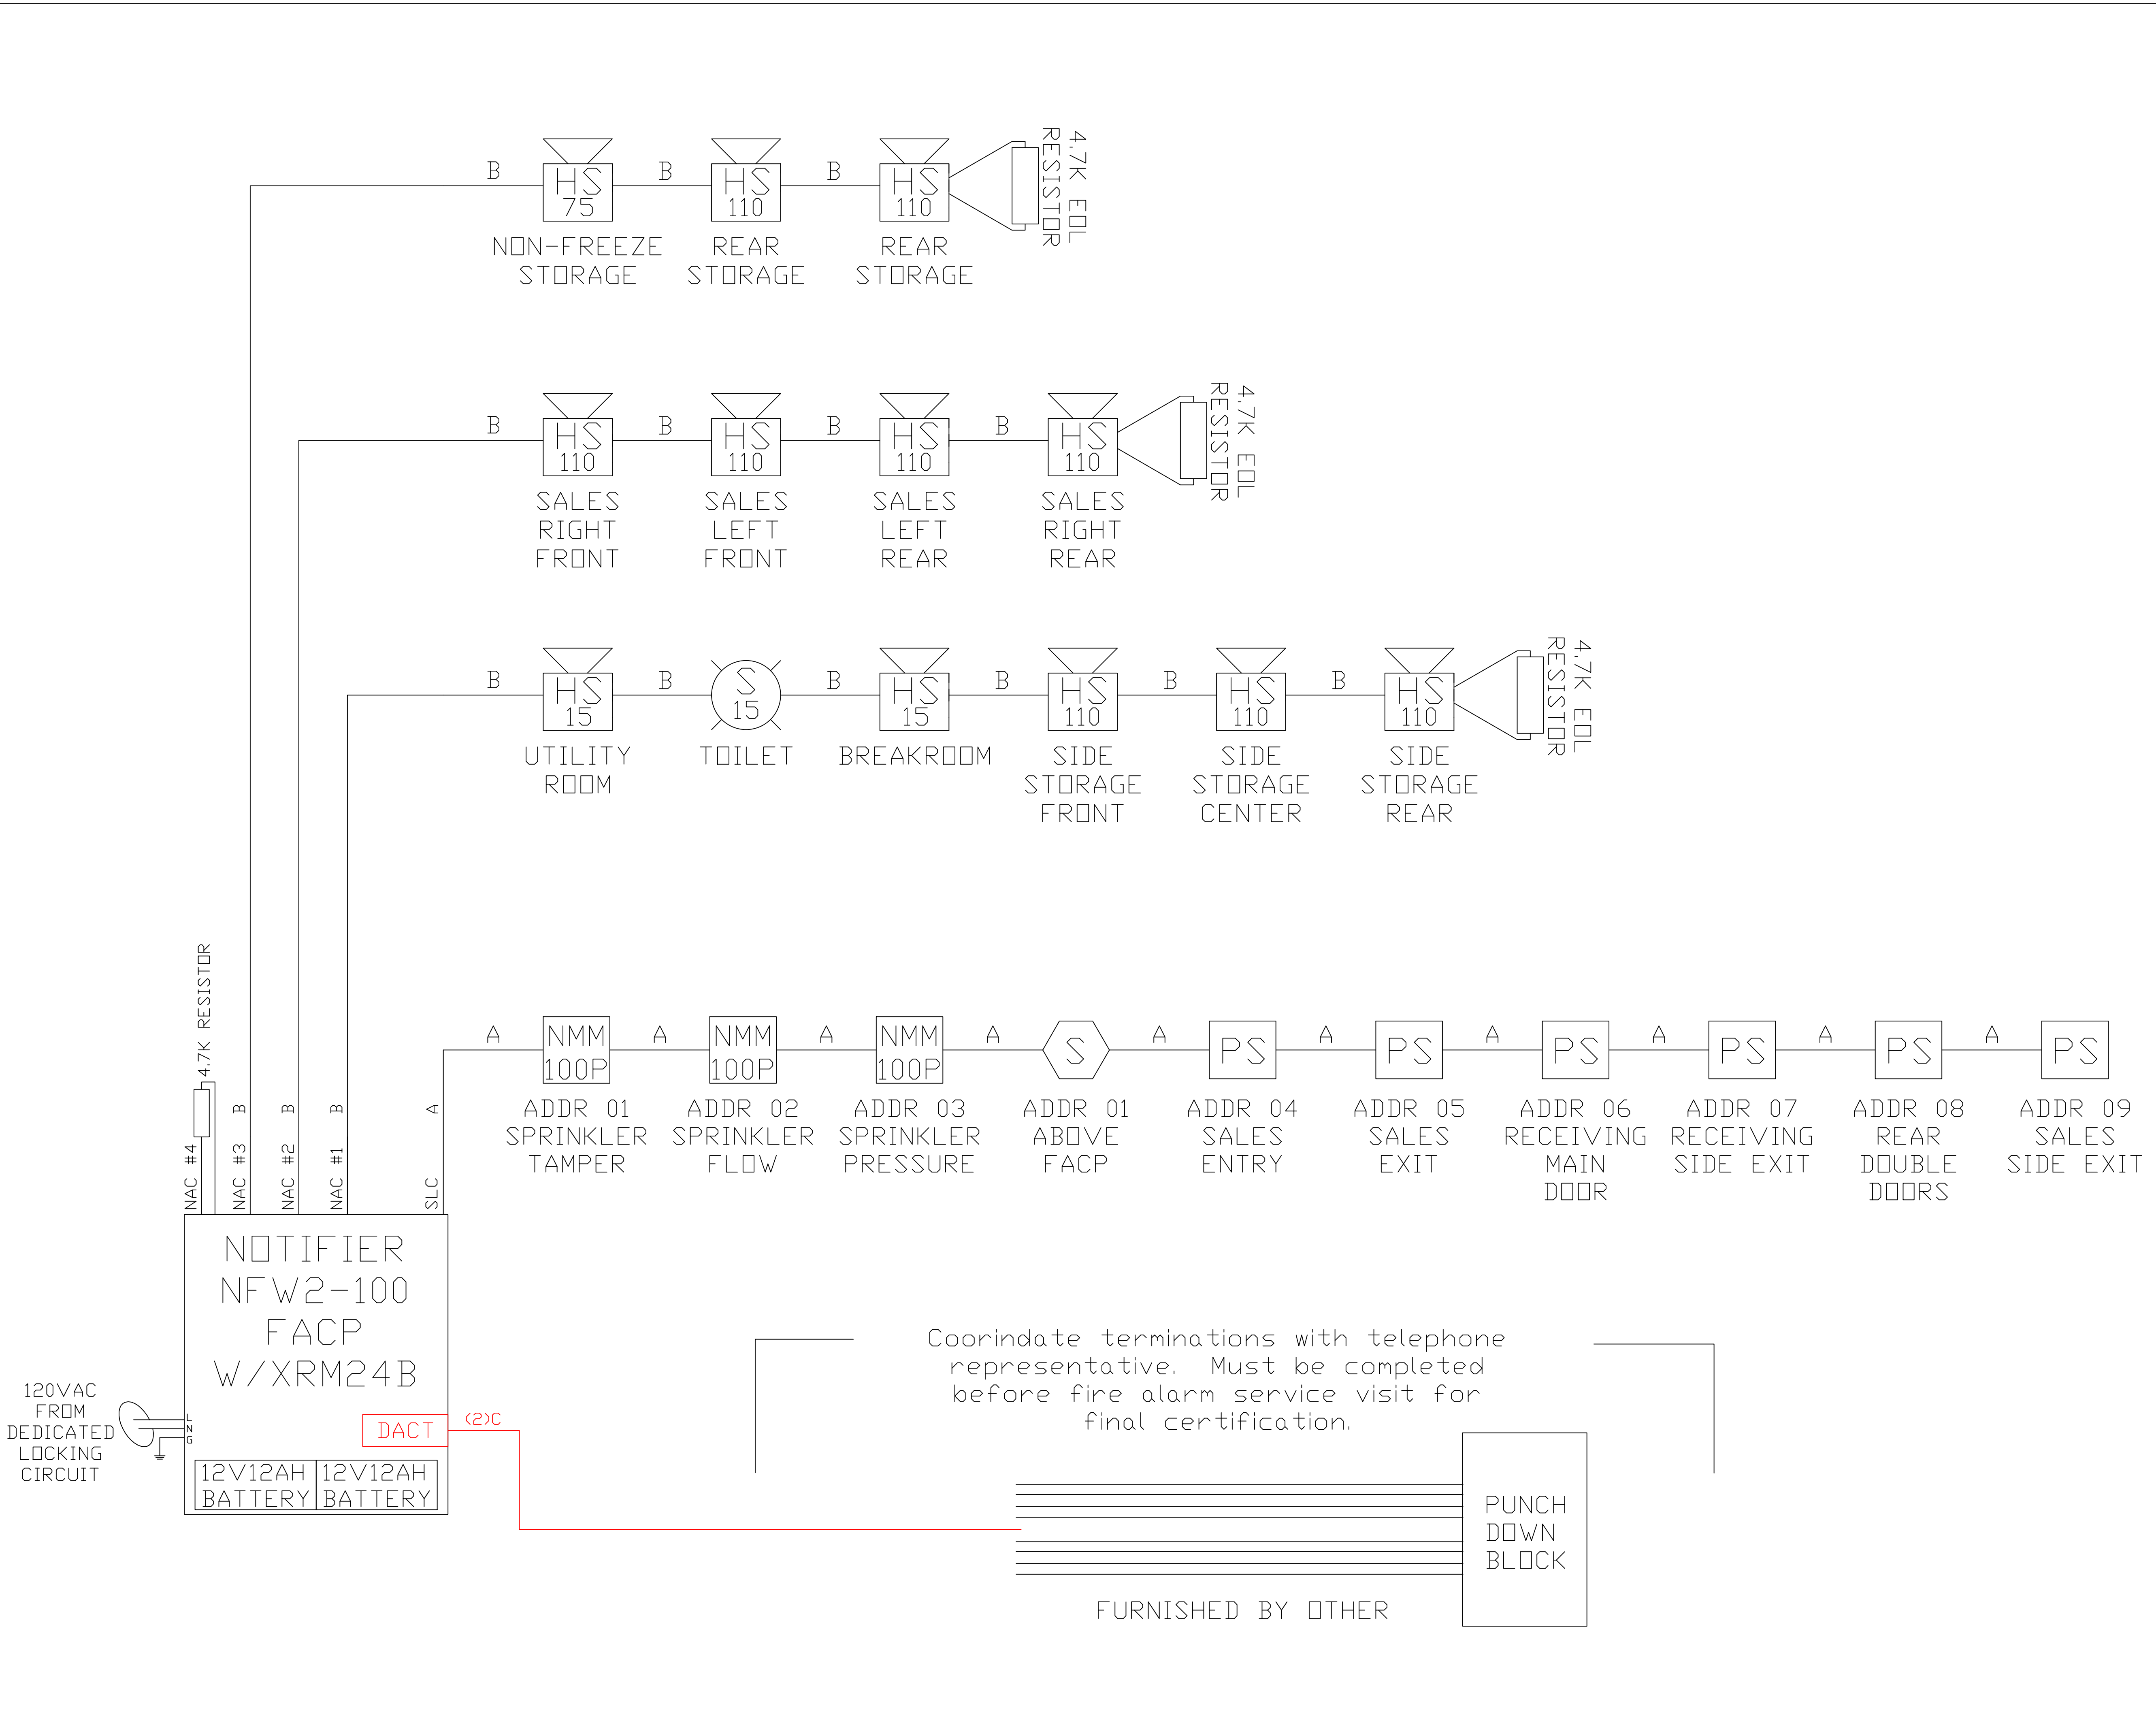 B
B
B
HS
75
HS
110
HS
110
NON-FREEZE
STORAGE
REAR
STORAGE
REAR
STORAGE
4.7K EOL
RESISTOR
B
B
B
B
HS
110
HS
110
HS
110
HS
110
SALES
RIGHT
FRONT
SALES
LEFT
FRONT
SALES
LEFT
REAR
SALES
RIGHT
REAR
4.7K EOL
RESISTOR
B
B
B
B
B
B
HS
15
S
15
HS
15
HS
110
HS
110
HS
110
UTILITY
ROOM
TOILET
BREAKROOM
SIDE
STORAGE
FRONT
SIDE
STORAGE
CENTER
SIDE
STORAGE
REAR
4.7K EOL
RESISTOR
A
A
A
A
A
A
A
A
A
A
NMM
100P
NMM
100P
NMM
100P
S
PS
PS
PS
PS
PS
PS
ADDR 01
SPRINKLER
TAMPER
ADDR 02
SPRINKLER
FLOW
ADDR 03
SPRINKLER
PRESSURE
ADDR 01
ABOVE
FACP
ADDR 04
SALES
ENTRY
ADDR 05
SALES
EXIT
ADDR 06
RECEIVING
MAIN
DOOR
ADDR 07
RECEIVING
SIDE EXIT
ADDR 08
REAR
DOUBLE
DOORS
ADDR 09
SALES
SIDE EXIT
4.7K RESISTOR
NAC #4
NAC #3 B
NAC #2 B
NAC #1 B
SLC A
NOTIFIER
NFW2-100
FACP
W/XRM24B
120VAC
FROM
DEDICATED
LOCKING
CIRCUIT
L
N
G
DACT
(2)C
12V12AH
BATTERY
12V12AH
BATTERY
Coorindate terminations with telephone
representative. Must be completed
before fire alarm service visit for
final certification.
PUNCH
DOWN
BLOCK
FURNISHED BY OTHER